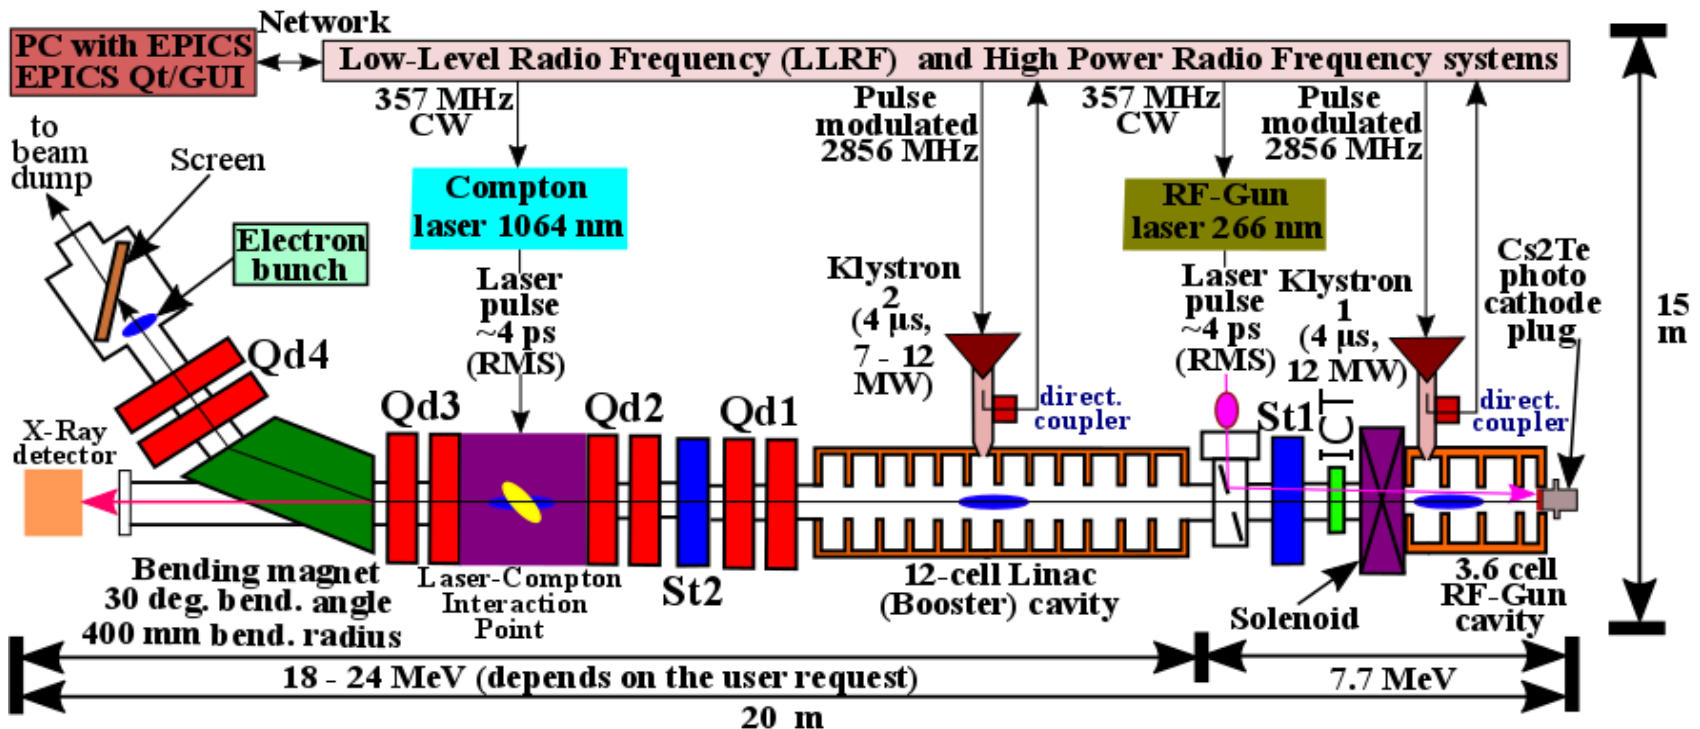 Network
PC with EPICS
EPICS Qt/GUI
Low-Level Radio Frequency (LLRF) and High Power Radio Frequency systems
357 MHz
CW
Pulse
modulated
2856 MHz
357 MHz
CW
Pulse
modulated
2856 MHz
15
m
to
beam
dump
Screen
Electron
bunch
Compton
laser 1064 nm
RF-Gun
laser 266 nm
Laser
pulse
~4 ps
(RMS)
Klystron
2
(4 μs,
7 - 12
MW)
Laser
pulse
~4 ps
(RMS)
Klystron
1
(4 μs,
12 MW)
Cs2Te
photo
cathode
plug
direct.
coupler
direct.
coupler
Qd4
Qd3
Qd2
Qd1
St1
ICT
X-Ray
detector
Bending magnet
30 deg. bend. angle
400 mm bend. radius
Laser-Compton
Interaction
Point
St2
12-cell Linac
(Booster) cavity
Solenoid
3.6 cell
RF-Gun
cavity
18 - 24 MeV (depends on the user request)
7.7 MeV
20 m